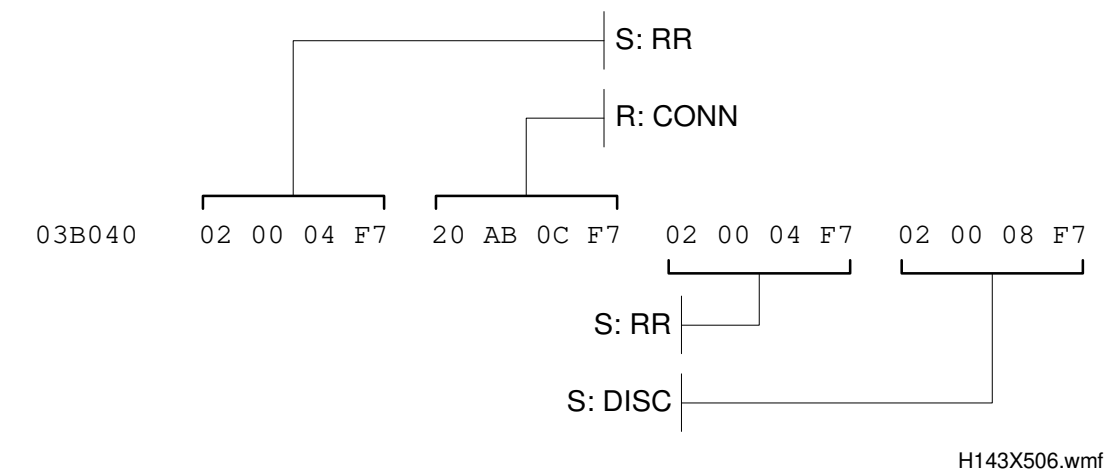 S: RR
R: CONN
03B040 02 00 04 F7 20 AB 0C F7 02 00 04 F7 02 00 08 F7
S: RR
S: DISC
H143X506.wmf